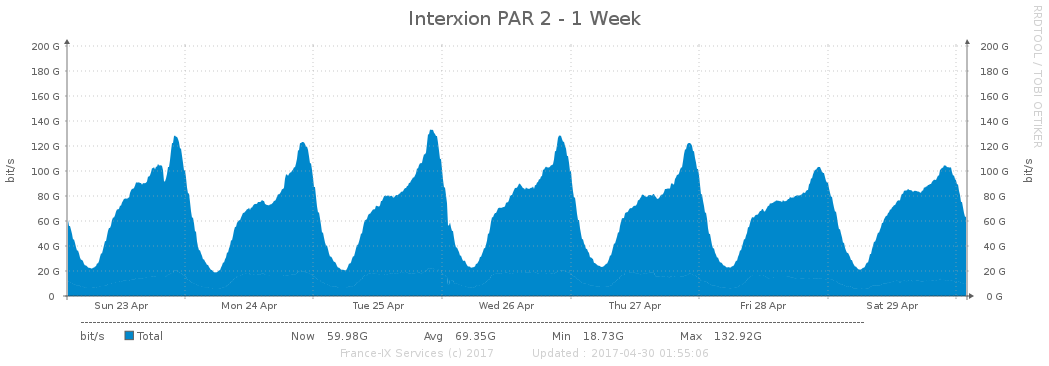 Interxion PAR 2 - 1 Week
RRDTOOL / TOBI OETIKER
bit/s
200 G 200 G
180 G 180 G
160 G 160 G
140 G 140 G
120 G 120 G
100 G 100 G
80 G 80 G
60 G 60 G
40 G 40 G
20 G 20 G
0 0 G
bit/s
Sun 23 Apr Mon 24 Apr Tue 25 Apr Wed 26 Apr Thu 27 Apr Fri 28 Apr Sat 29 Apr
bit/s Total Now 59.98G Avg 69.35G Min 18.73G Max 132.92G
France-IX Services (c) 2017 Updated : 2017-04-30 01:55:06